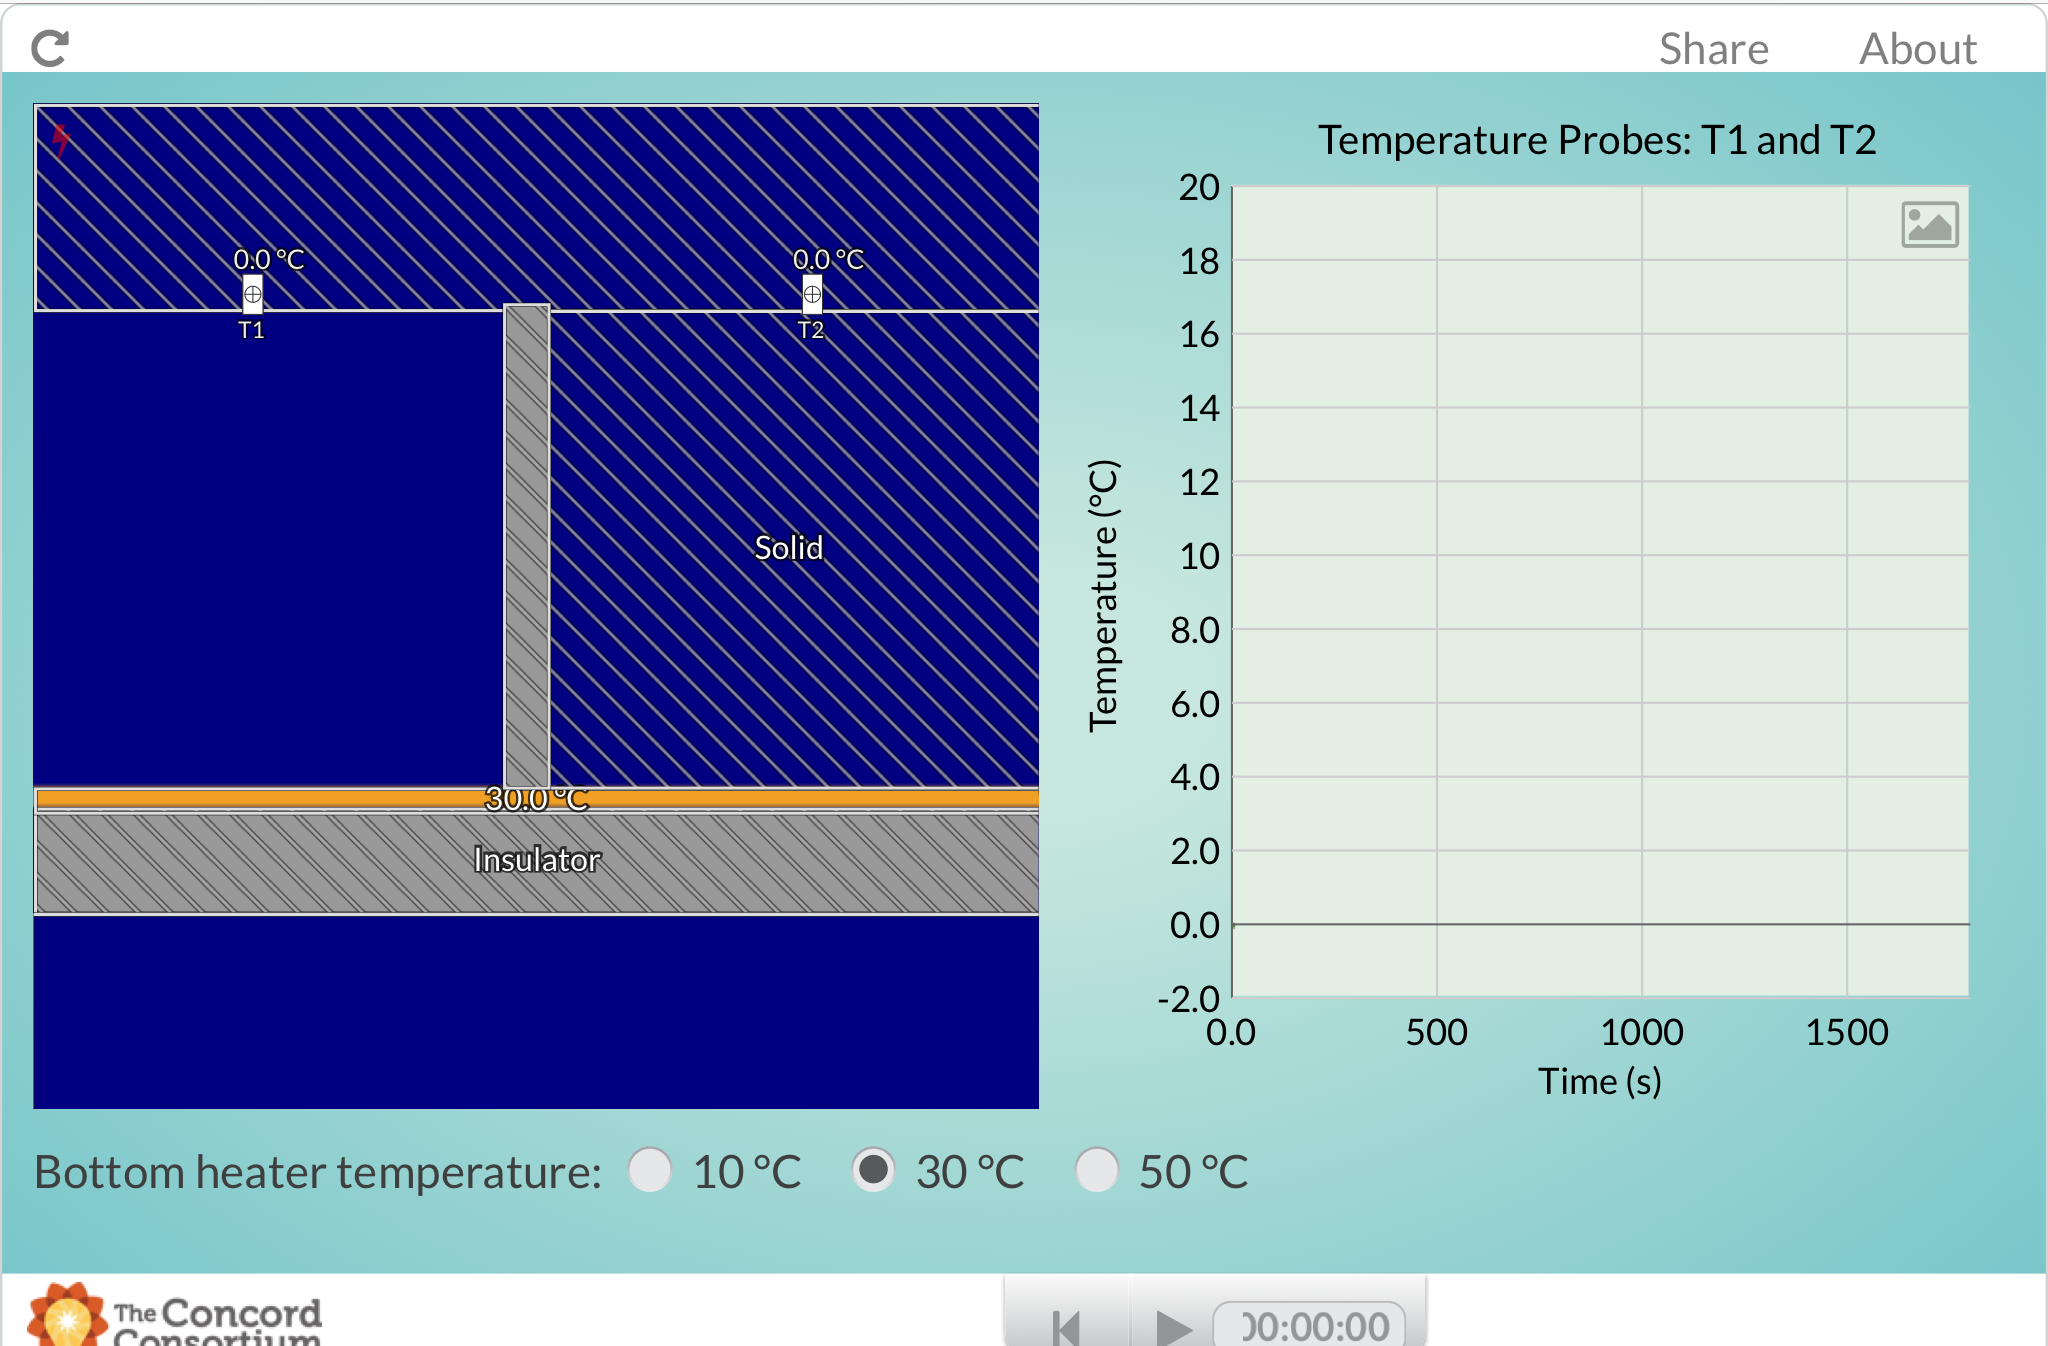 Share About
Temperature Probes: T1 and T2
0.0 °C
T1
0.0 °C
T2
Solid
30.0 °C
Insulator
Temperature (°C)
20
18
16
14
12
10
8.0
6.0
4.0
2.0
0.0
-2.0
0.0 500 1000 1500
Time (s)
Bottom heater temperature: 10 °C 30 °C 50 °C
The Concord
Consortium
00:00:00